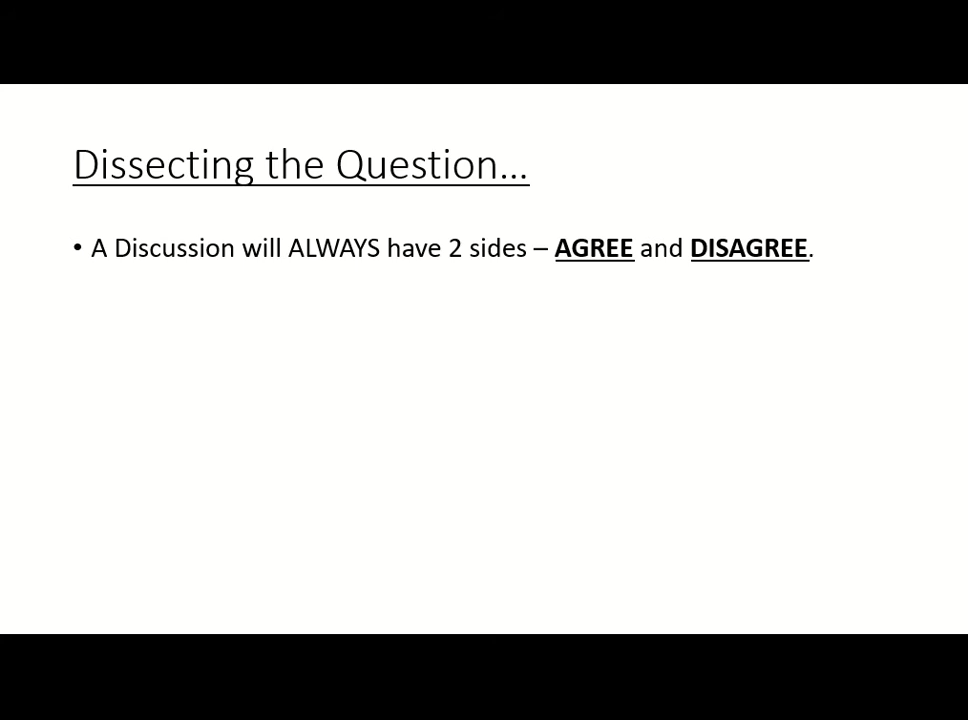 Dissecting the Question...
• A Discussion will ALWAYS have 2 sides – AGREE and DISAGREE.